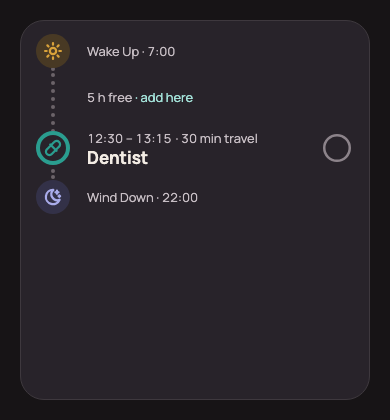 Wake Up · 7:00
5 h free · add here
12:30 – 13:15 · 30 min travel
Dentist
Wind Down · 22:00